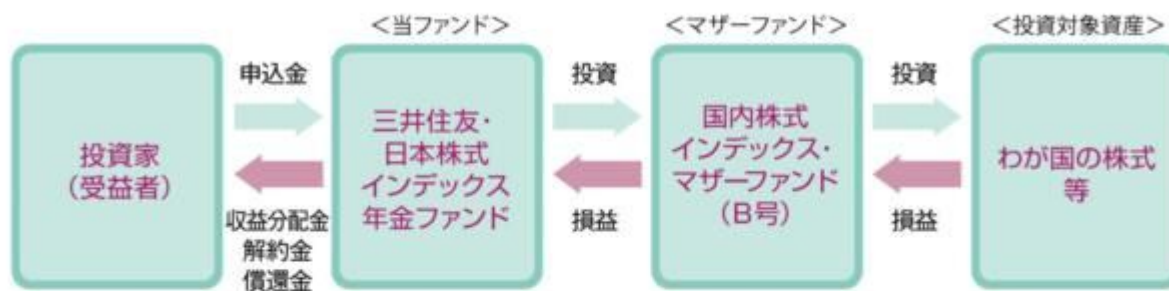 ＜当ファンド＞
＜マザーファンド＞
＜投資対象資産＞
投資家
（受益者）
申込金
収益分配金
解約金
償還金
三井住友・
日本株式
インデックス
年金ファンド
投資
損益
国内株式
インデックス・
マザーファンド
（B号）
投資
損益
わが国の株式
等